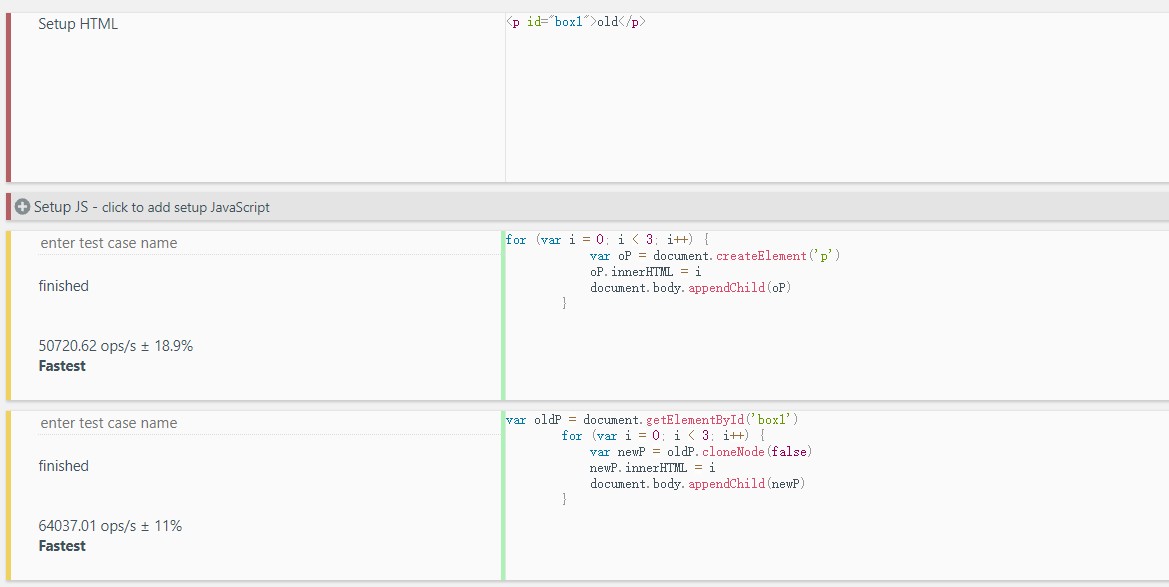 Setup HTML
<p id="box1">old</p>
Setup JS - click to add setup JavaScript
enter test case name
finished
50720.62 ops/s ± 18.9%
Fastest
for (var i = 0; i < 3; i++) {
var oP = document.createElement('p')
oP.innerHTML = i
document.body.appendChild(oP)
}
enter test case name
finished
64037.01 ops/s ± 11%
Fastest
var oldP = document.getElementById('box1')
for (var i = 0; i < 3; i++) {
var newP = oldP.cloneNode(false)
newP.innerHTML = i
document.body.appendChild(newP)
}